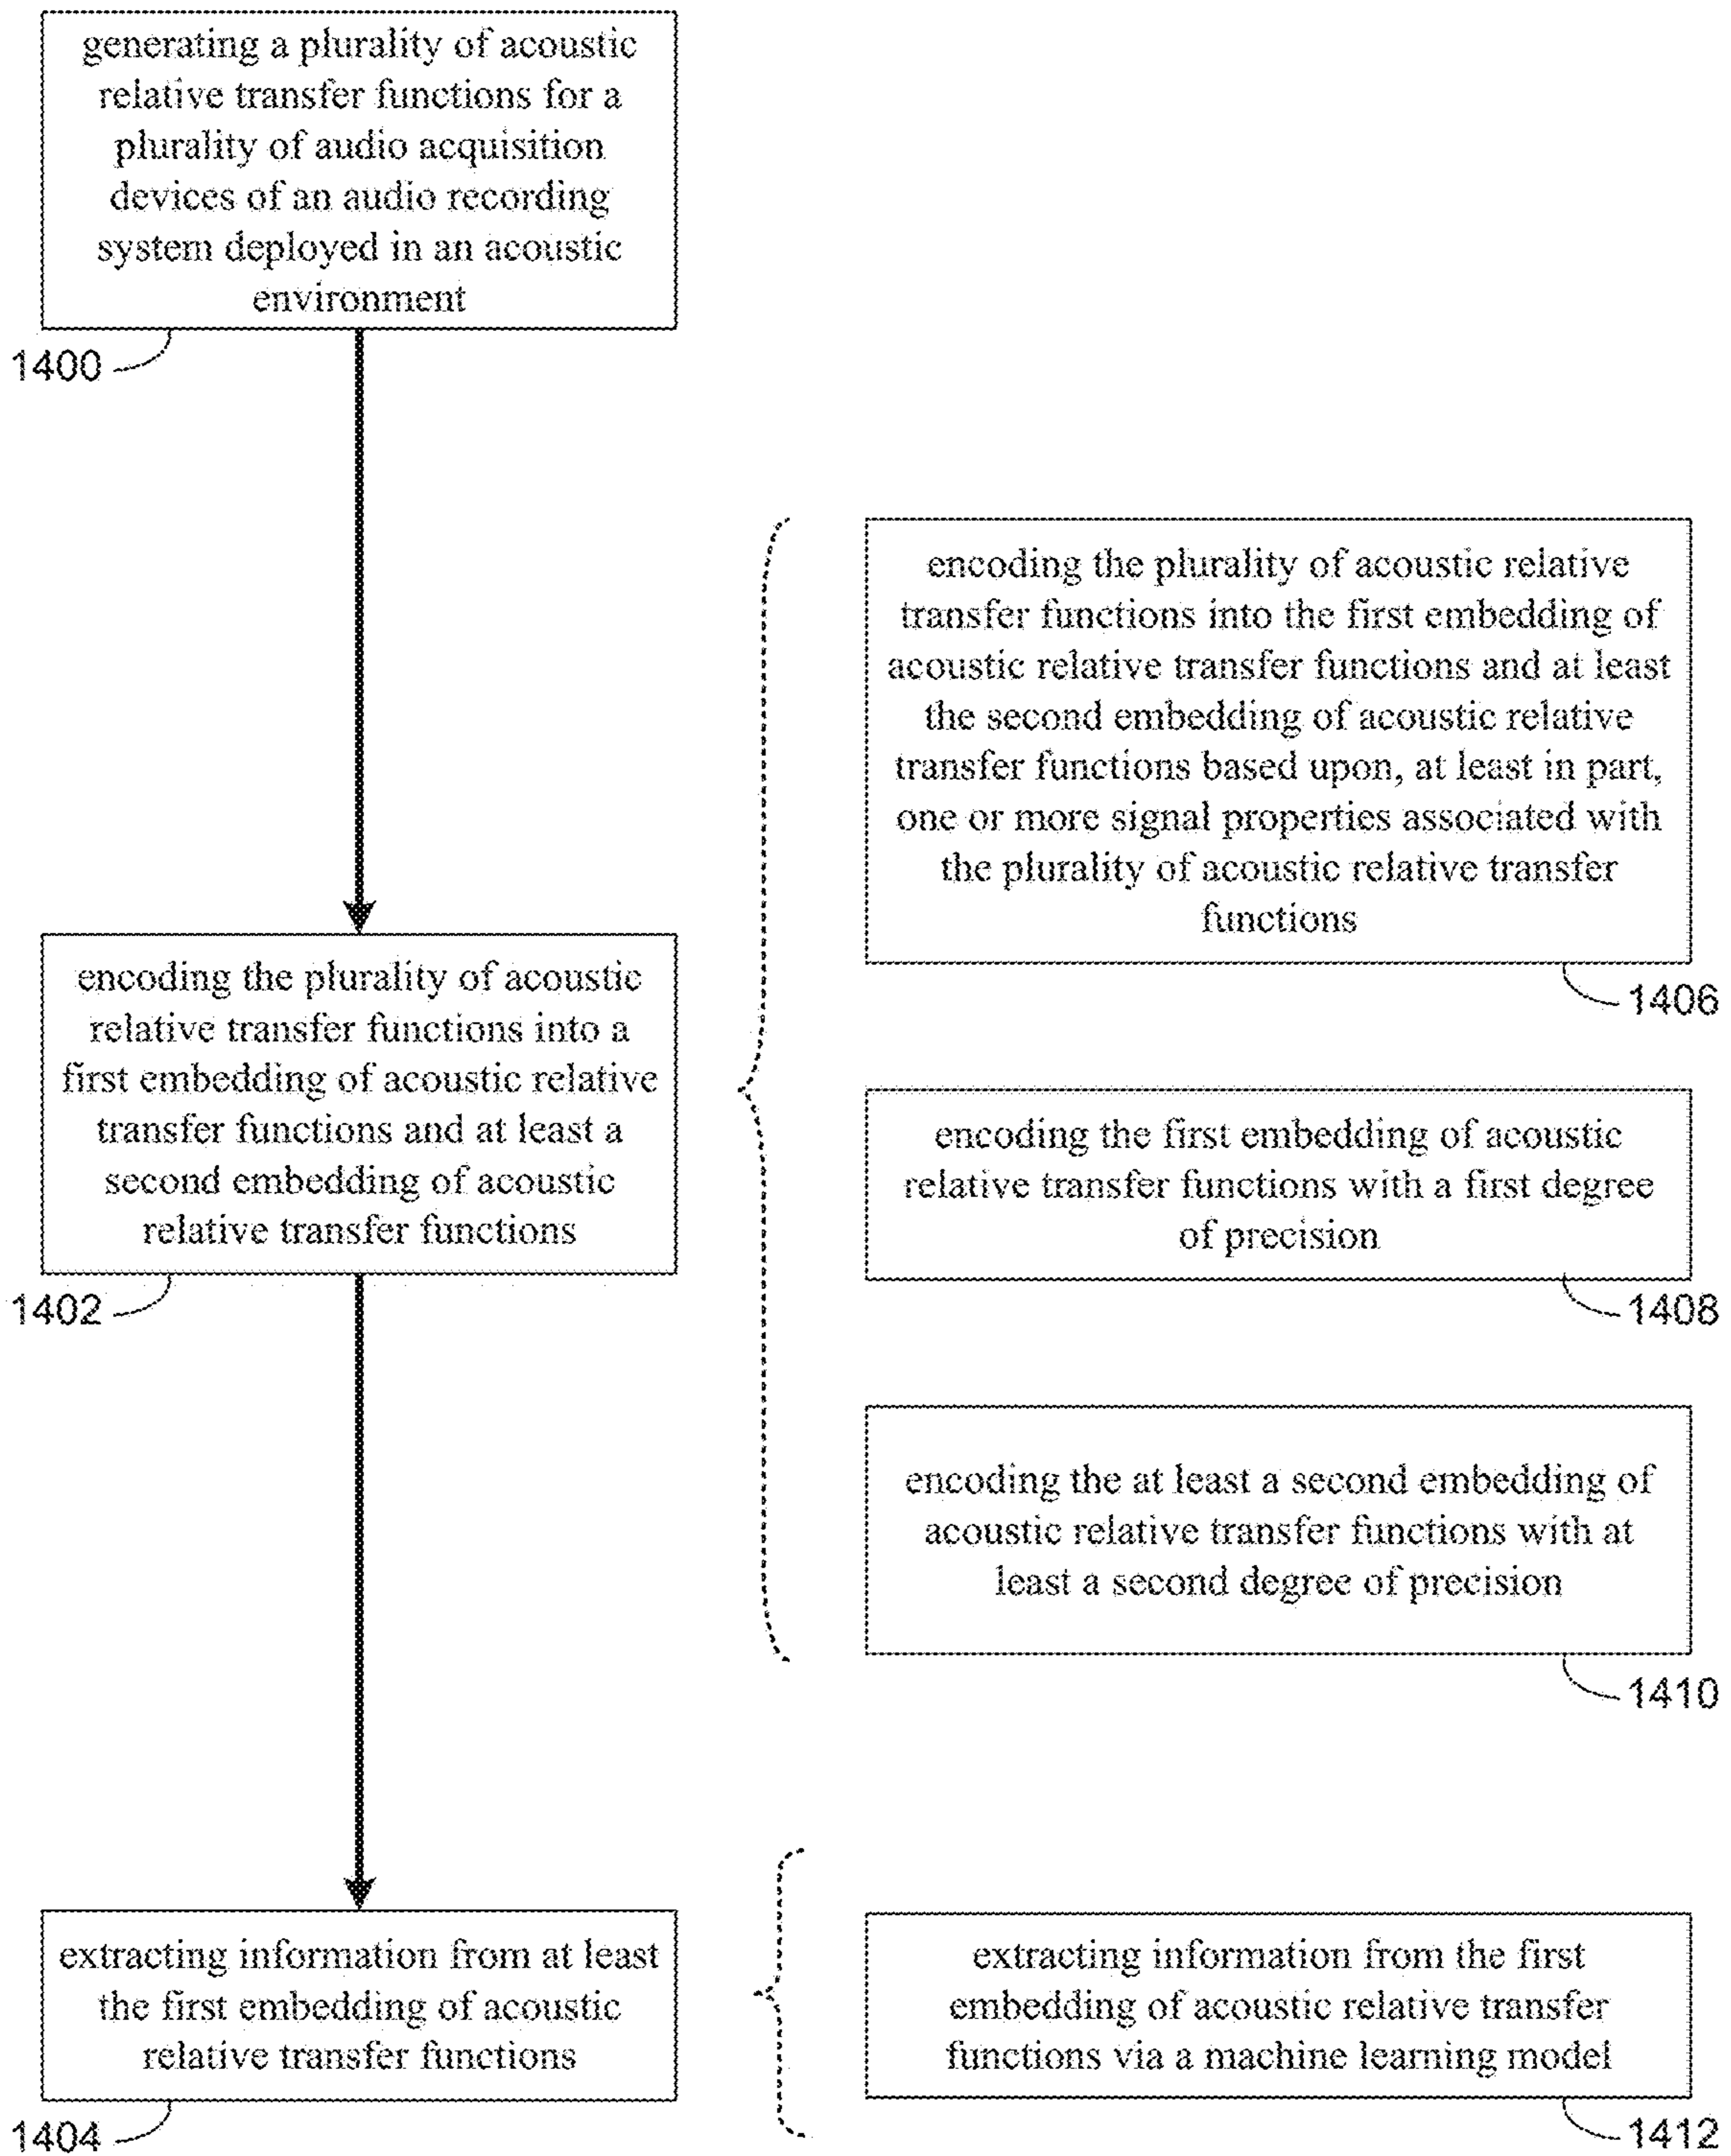 generating a plurality of acoustic
relative transfer functions for a
plurality of audio acquisition
devices of an audio recording
system deployed in an acoustic
environment
1400
encoding the plurality of acoustic
relative transfer functions into a
first embedding of acoustic relative
transfer functions and at least a
second embedding of acoustic
relative transfer functions
1402
encoding the plurality of acoustic relative
transfer functions into the first embedding of
acoustic relative transfer functions and at least
the second embedding of acoustic relative
transfer functions based upon, at least in part,
one or more signal properties associated with
the plurality of acoustic relative transfer
functions
1406
encoding the first embedding of acoustic
relative transfer functions with a first degree
of precision
1408
encoding the at least a second embedding of
acoustic relative transfer functions with at
least a second degree of precision
1410
extracting information from at least
the first embedding of acoustic
relative transfer functions
1404
extracting information from the first
embedding of acoustic relative transfer
functions via a machine learning model
1412